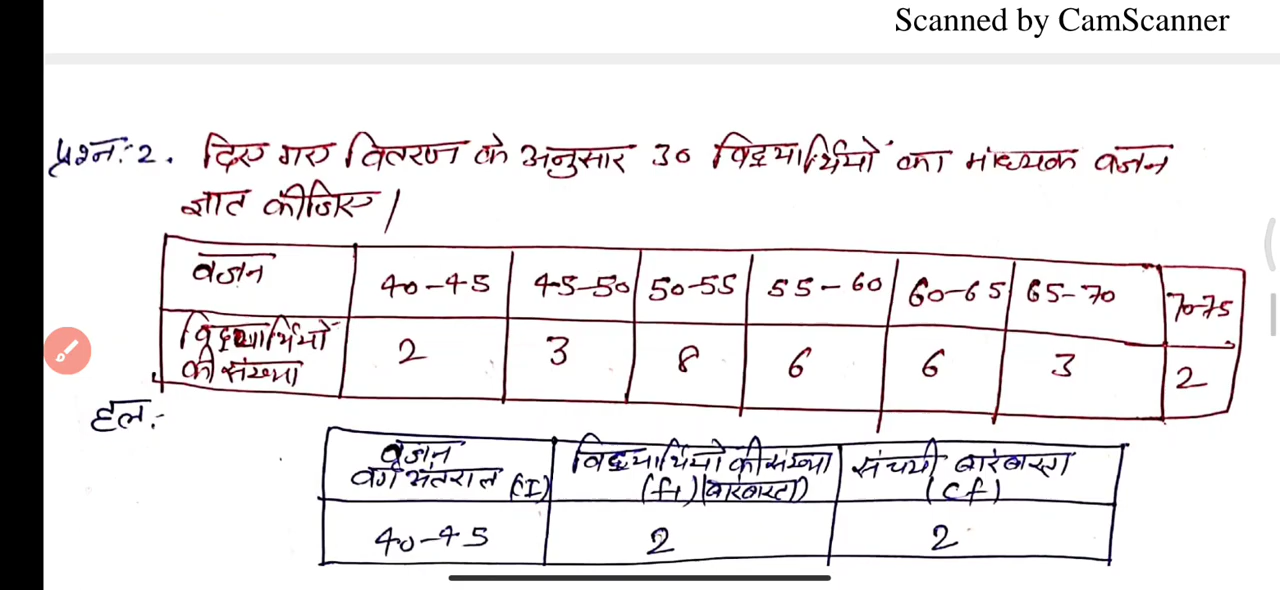 Scanned by CamScanner
प्रश्न:-2. दिए गए वितरण के अनुसार 30 विद्यार्थियों का माध्यक वजन
ज्ञात कीजिए।
वजन 40-45 45-50 50-55 55-60 60-65 65-70 70-75
विद्यार्थियों की संख्या 2 3 8 6 6 3 2
हल:-
वजन विद्यार्थियों की संख्या संचयी बारंबारता
वर्ग अंतराल (CI) (fi) (बारंबारता) (cf)
40-45 2 2